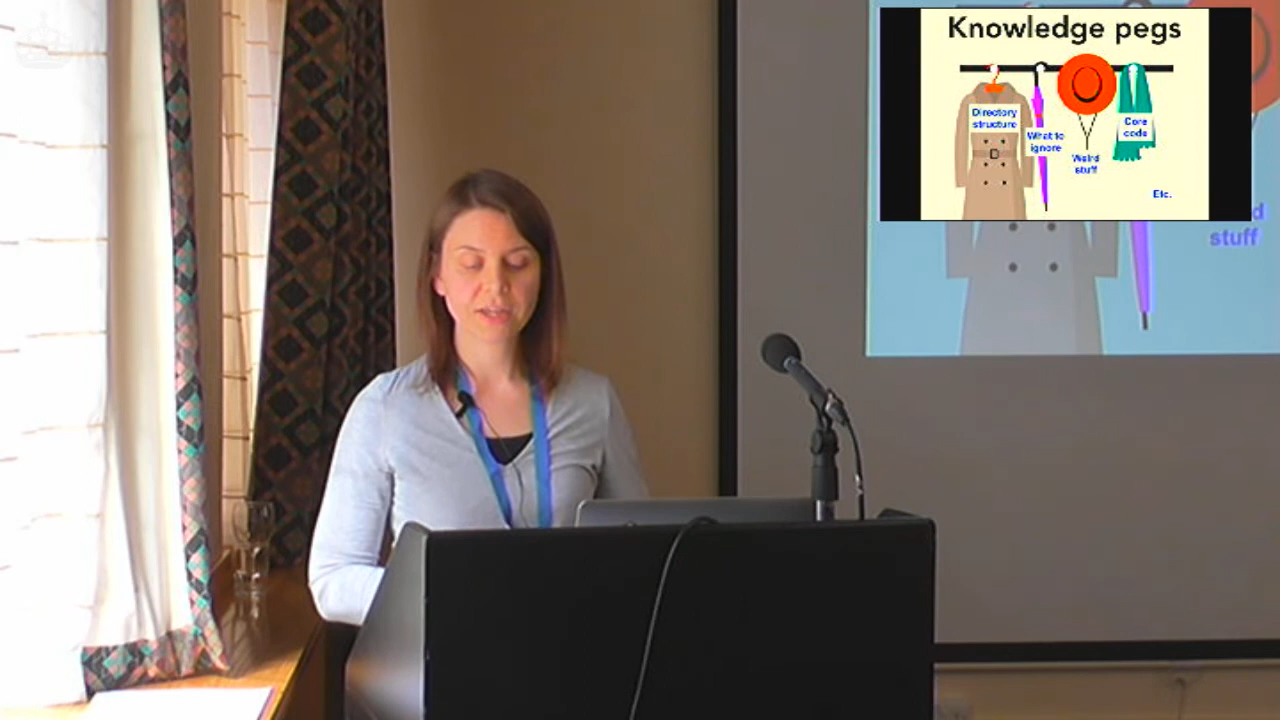 Knowledge pegs
Directory
structure
What to
ignore
Weird
stuff
Core
code
Etc.
stuff